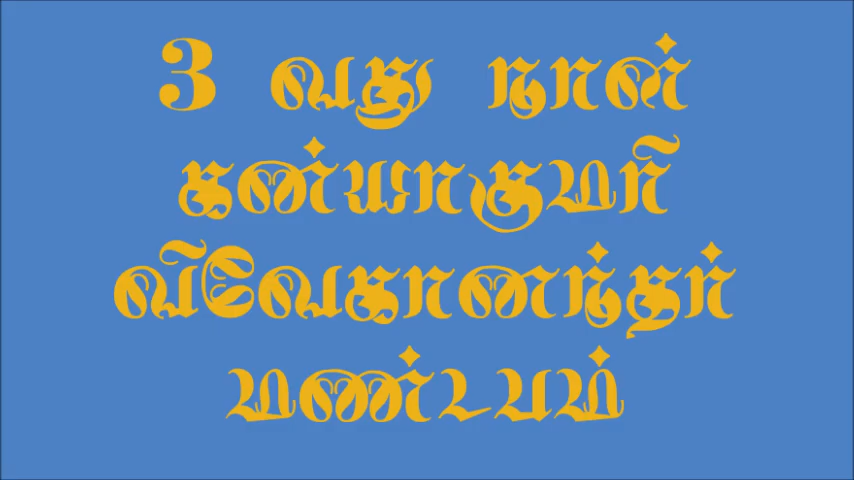 3 வது நாள்
கன்யாகுமரி
விவேகானந்தர்
மண்டபம்